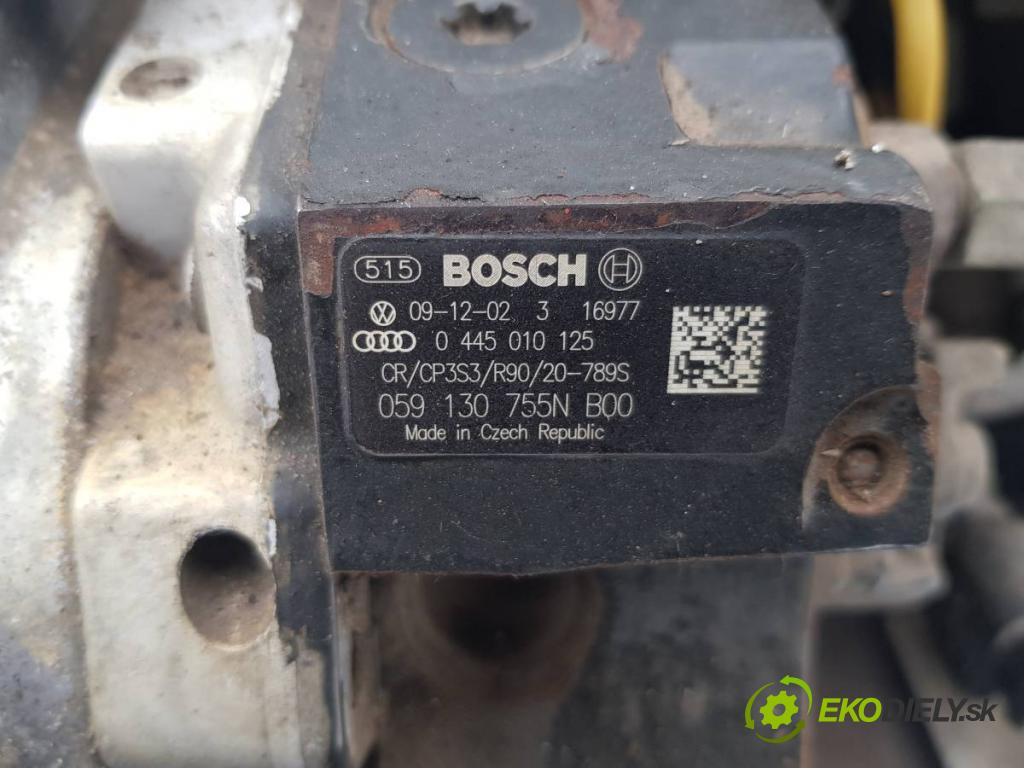 515 BOSCH
09-12-02 3 16977
0 445 010 125
CR/CP3S3/R90/20-789S
059 130 755N B00
Made in Czech Republic
EKODIELY.sk